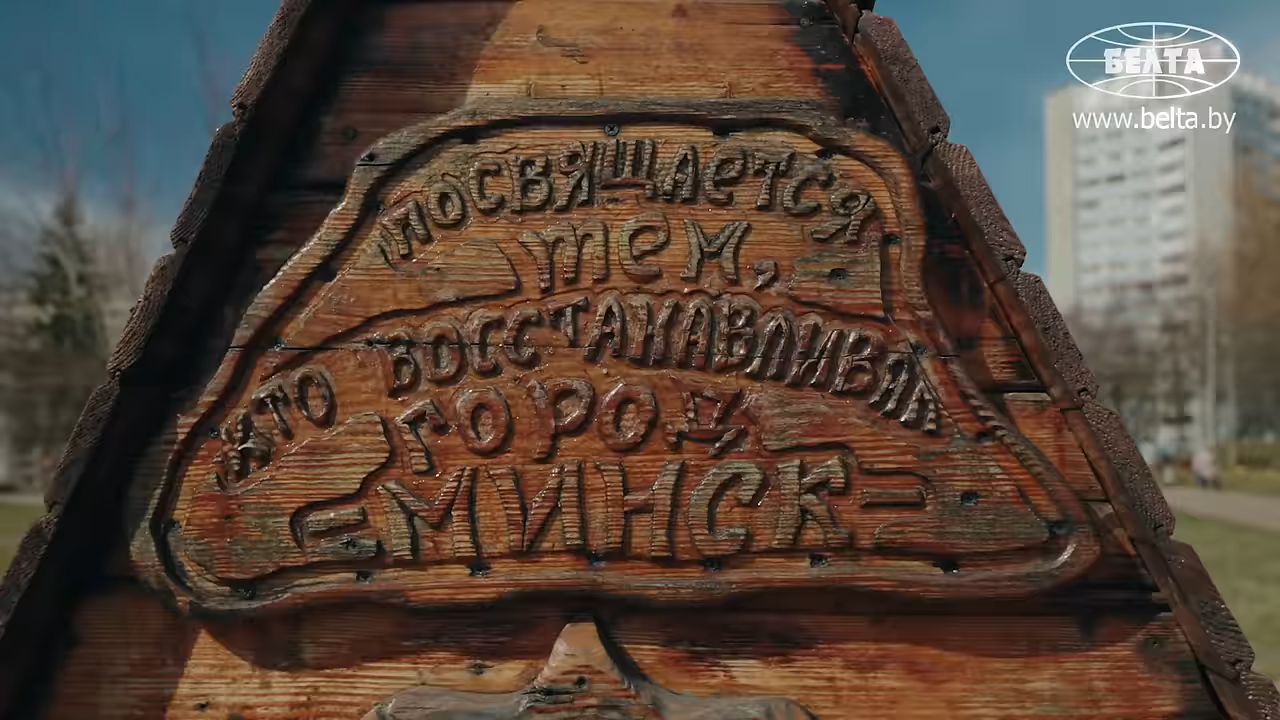 БЕЛТА
www.belta.by
ПОСВЯЩАЕТСЯ
ТЕМ,
КТО ВОССТАНАВЛИВАЛ
ГОРОД
МИНСК